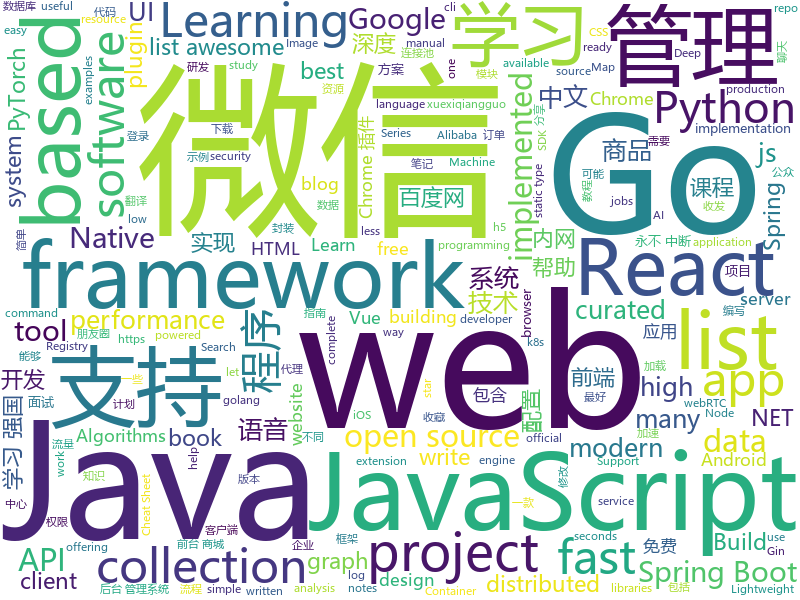 数据库 代码 useful
easy resource
PyTorch
examples
based
software
plugin
UI Learning
list awesome
研发 study
best
登录
下载
Google 深度
Image manual
连接池
方案 模块
language xuexiqiangguo
学习
中文
cli
css
ready
available
source Map
one
管理
repo
Deep
聊天
production
Python
Chrome
implementation
system
翻译
low
Native
实现
示例 security
blog
资源
微信
Series Alibaba 订单
笔记 Machine
数据
Chrome 插件
百度网
封装
less h5
programming
implemented
SDK 分享
需要
static type
Go
商品
js
课程
教程 可能
jobs
AI
公众
收发
Spring
简单
HTML Learn
free
内网
帮助
永不 中断
application
framework
React
项目
tool
performance
command
指南
朋友圈
https powered
能够
Registry
开发
面试
计划
一些
学习 强国
支持
程序
Vue building
golang
let
系统
技术
developer
browser
代理
Search
complete
way
web
curated
server
编写
k8s
应用
前端
加载
list
app
包含
配置
high
最好
many
webRTC
Node
NET
iOS
收藏
不同
star
加速
modern
data
Android
website
Algorithms
book
流星
work
知识
help
版本
语音
open source
write
official
engine
extension
修改
Support
service
Java
JavaScript
中心
Cheat Sheet
权限
客户端
一款
seconds
Gin
API
client
offering
后台 管理系统
collection
流程
simple written
前台 商城
企业
graph
框架
design
analysis
log
notes
project
Container
distributed
fast
免费
libraries
包括
Build use
Spring Boot
Lightweight